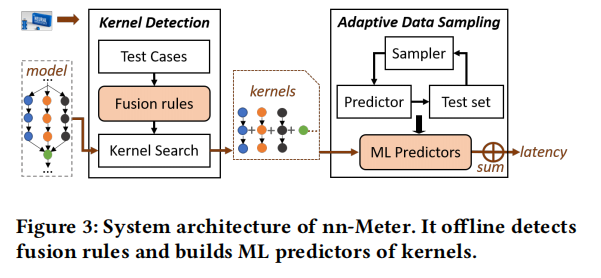 Kernel Detection
Adaptive Data Sampling
Test Cases
Sampler
model
...
Fusion rules
kernels
Predictor
Test set
+ + + ...
Kernel Search
ML Predictors
latency
sum
...
Figure 3: System architecture of nn-Meter. It offline detects
fusion rules and builds ML predictors of kernels.